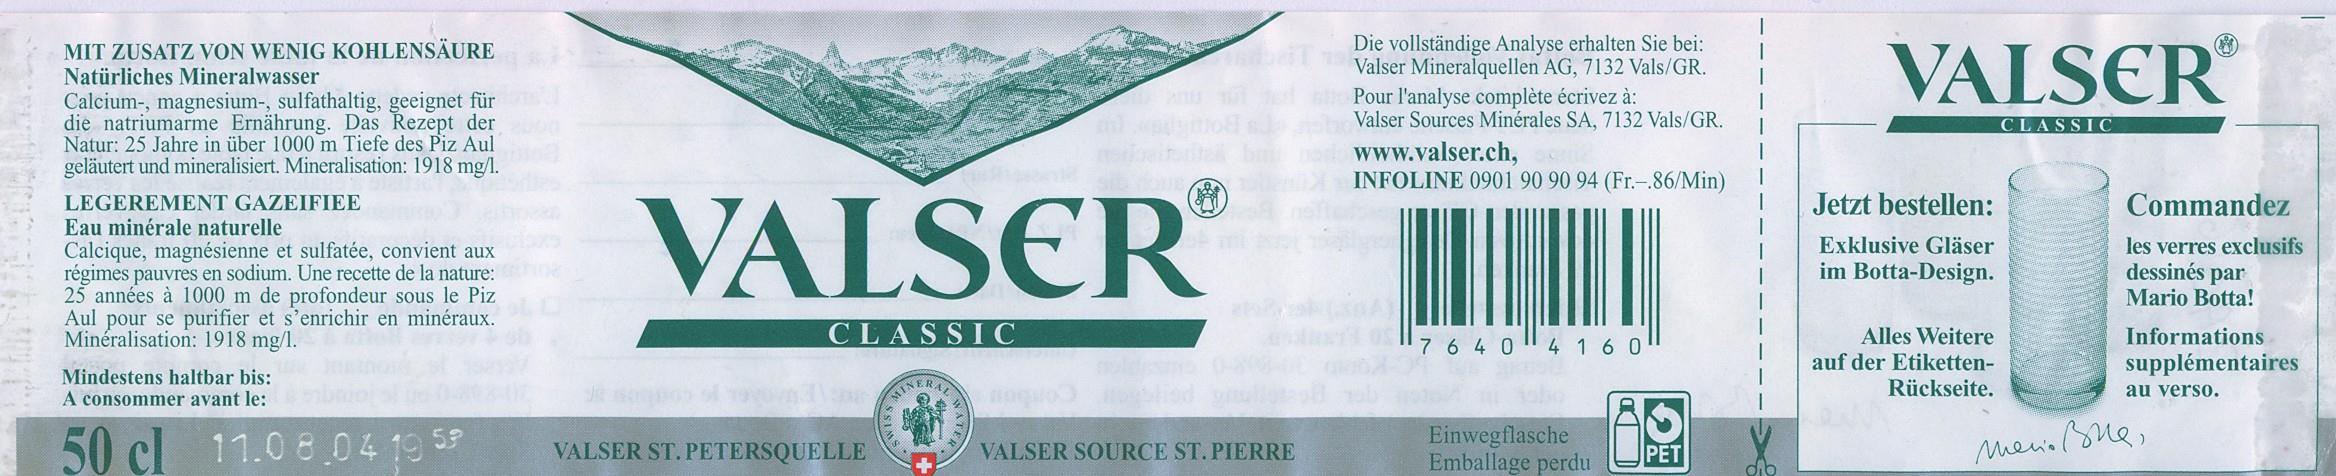 MIT ZUSATZ VON WENIG KOHLENSÄURE
Natürliches Mineralwasser
Calcium-, magnesium-, sulfathaltig, geeignet für
die natriumarme Ernährung. Das Rezept der
Natur: 25 Jahre in über 1000 m Tiefe des Piz Aul
geläutert und mineralisiert. Mineralisation: 1918 mg/l.
LEGEREMENT GAZEIFIEE
Eau minérale naturelle
Calcique, magnésienne et sulfatée, convient aux
régimes pauvres en sodium. Une recette de la nature:
25 années à 1000 m de profondeur sous le Piz
Aul pour se purifier et s'enrichir en minéraux.
Minéralisation: 1918 mg/l.
Mindestens haltbar bis:
A consommer avant le:
50 cl
11.08.04 19 59
VALSER®
CLASSIC
VALSER ST. PETERSQUELLE
SWISS MINERAL WATER
VALSER SOURCE ST. PIERRE
Die vollständige Analyse erhalten Sie bei:
Valser Mineralquellen AG, 7132 Vals/GR.
Pour l'analyse complète écrivez à:
Valser Sources Minérales SA, 7132 Vals/GR.
www.valser.ch,
INFOLINE 0901 90 90 94 (Fr.–.86/Min)
76404160
Einwegflasche
Emballage perdu
PET
VALSER®
CLASSIC
Jetzt bestellen:
Exklusive Gläser
im Botta-Design.
Alles Weitere
auf der Etiketten-
Rückseite.
Commandez
les verres exclusifs
dessinés par
Mario Botta!
Informations
supplémentaires
au verso.
Mario Botta,